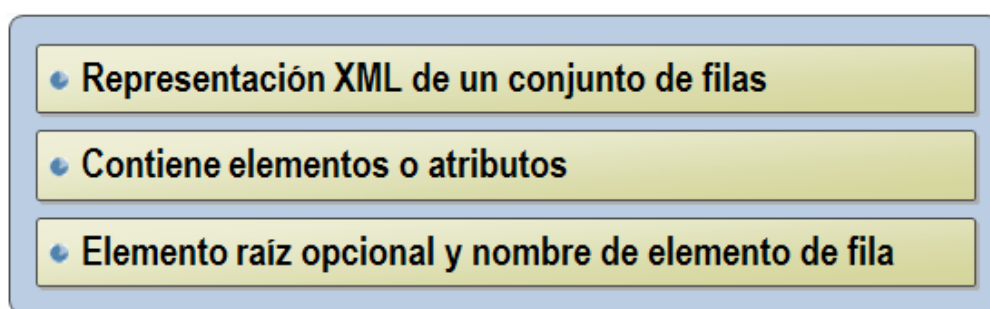 Representación XML de un conjunto de filas
Contiene elementos o atributos
Elemento raíz opcional y nombre de elemento de fila